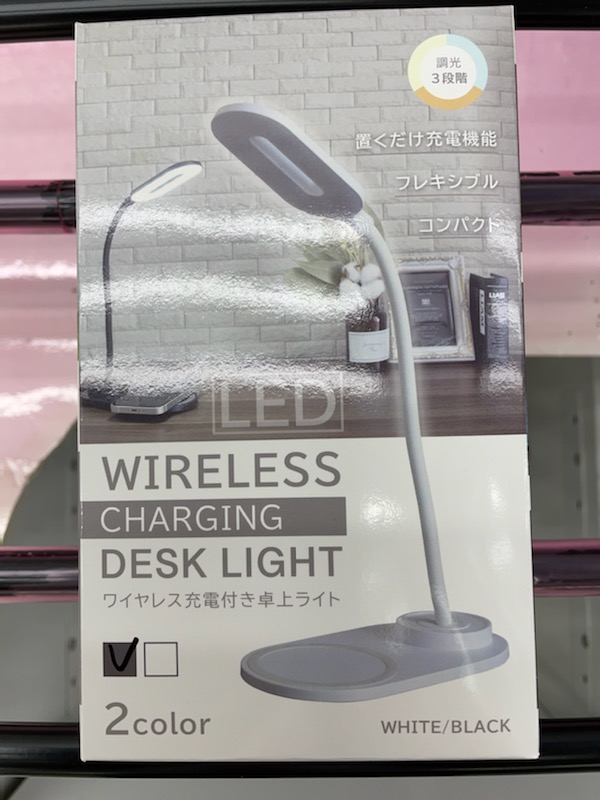 調光
3段階
置くだけ充電機能
フレキシブル
コンパクト
LED
WIRELESS
CHARGING
DESK LIGHT
ワイヤレス充電付き卓上ライト
2color
WHITE/BLACK